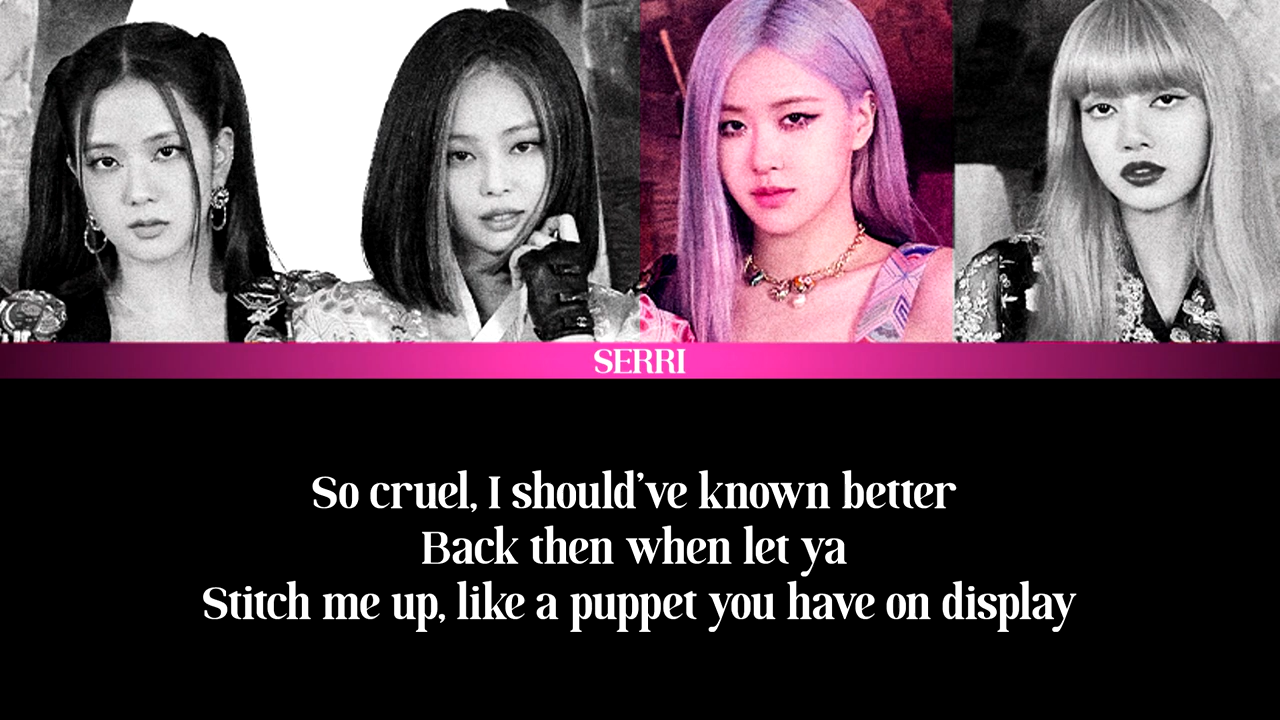 SERRI
So cruel, I should've known better
Back then when let ya
Stitch me up, like a puppet you have on display